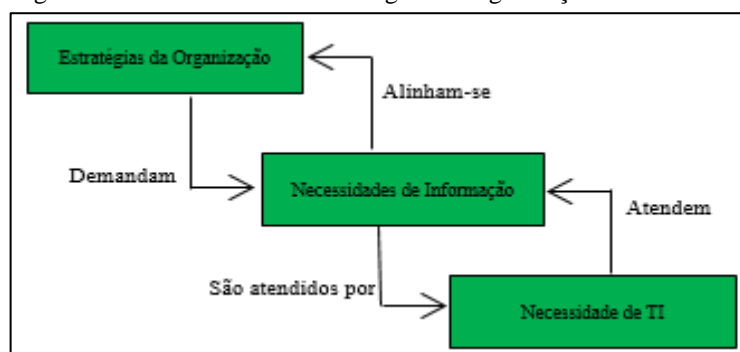 Estratégias da Organização
Alinham-se
Demandam
Necessidades de Informação
Atendem
São atendidos por
Necessidade de TI